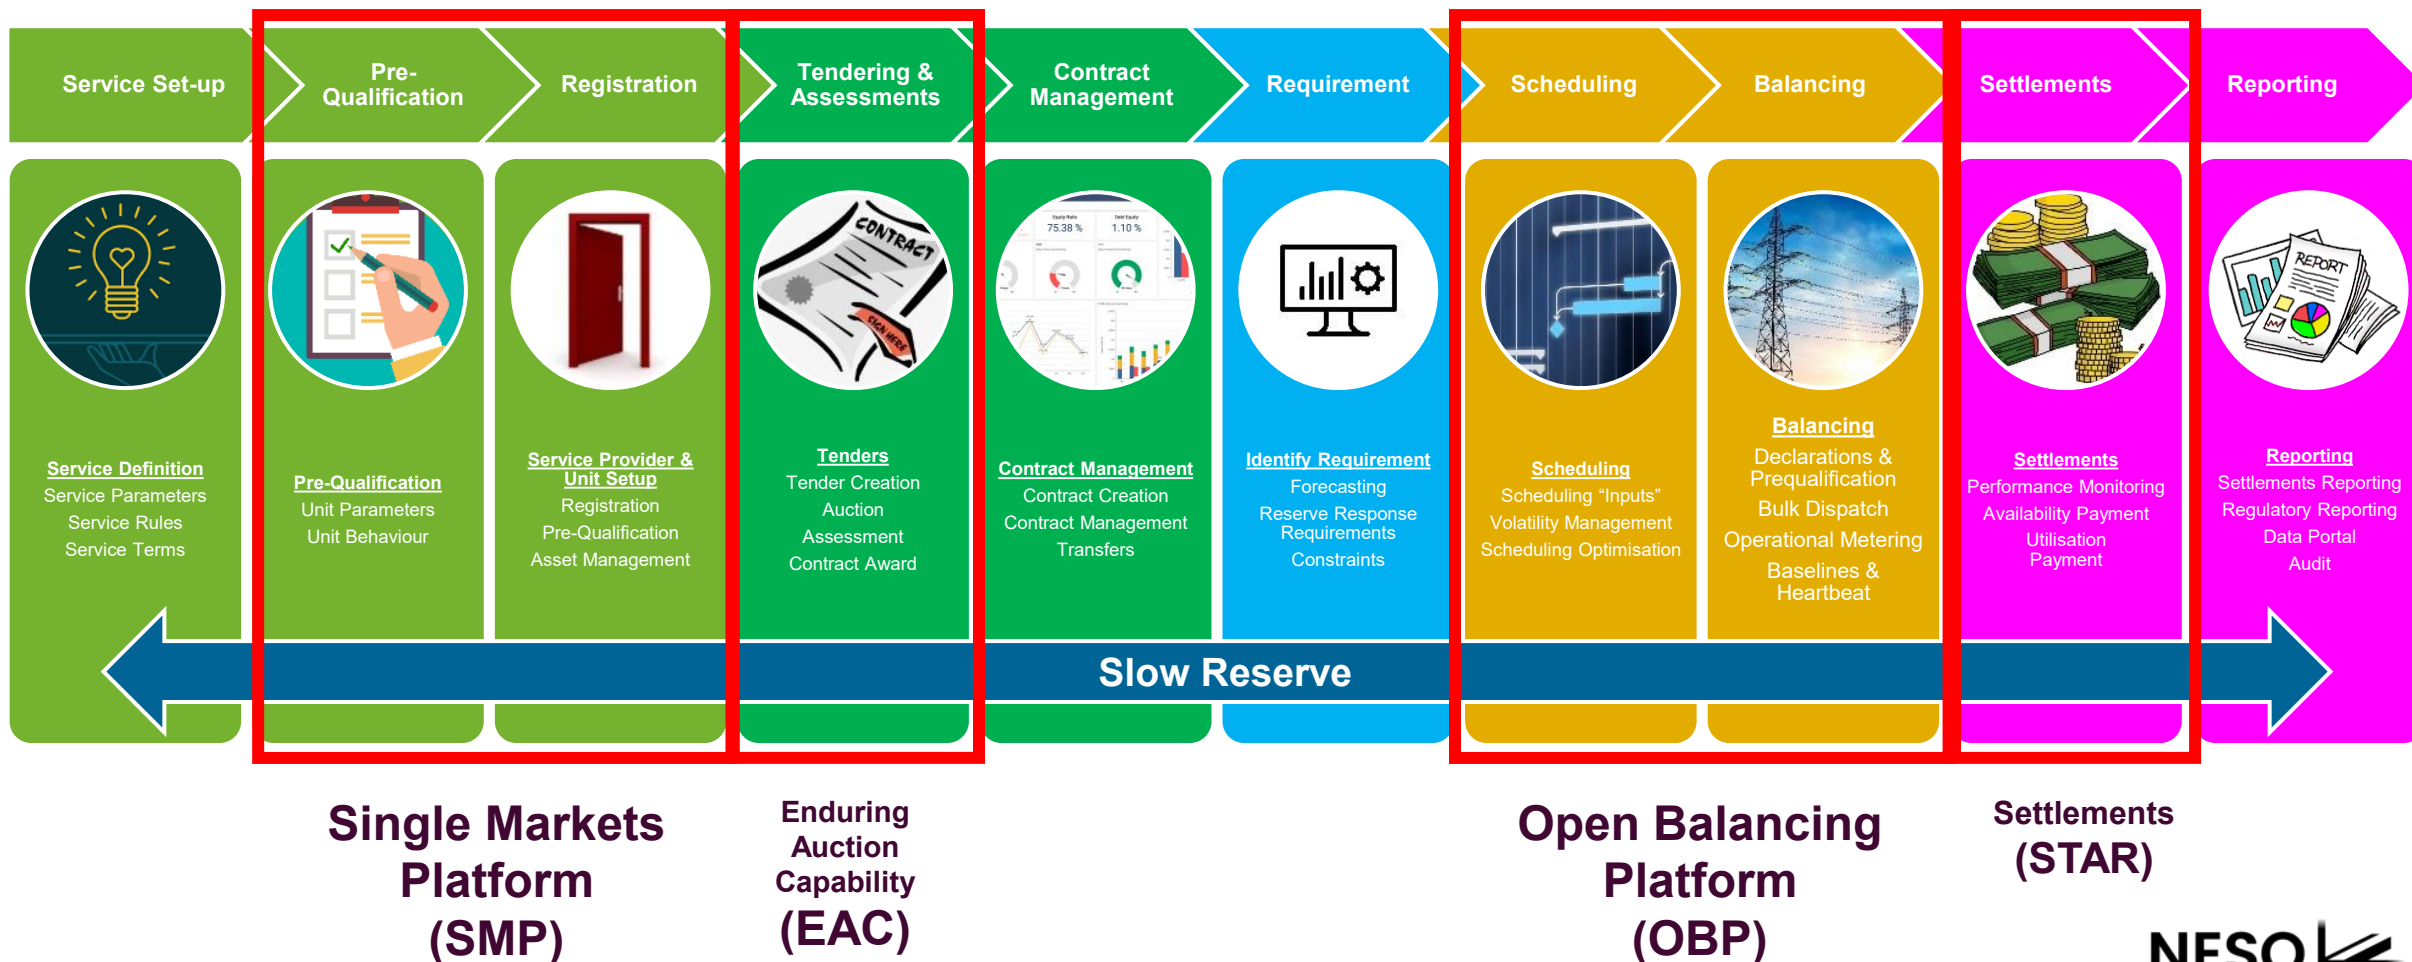 Service Set-up
Pre-
Qualification
Registration
Tendering &
Assessments
Contract
Management
Requirement
Scheduling
Balancing
Settlements
Reporting
CONTRACT
SIGN HERE
Equity Ratio
75.38 %
Debt Equity
1.10 %
REPORT
Service Definition
Service Parameters
Service Rules
Service Terms
Pre-Qualification
Unit Parameters
Unit Behaviour
Service Provider &
Unit Setup
Registration
Pre-Qualification
Asset Management
Tenders
Tender Creation
Auction
Assessment
Contract Award
Contract Management
Contract Creation
Contract Management
Transfers
Identify Requirement
Forecasting
Reserve Response
Requirements
Constraints
Scheduling
Scheduling “Inputs”
Volatility Management
Scheduling Optimisation
Balancing
Declarations &
Prequalification
Bulk Dispatch
Operational Metering
Baselines &
Heartbeat
Settlements
Performance Monitoring
Availability Payment
Utilisation
Payment
Reporting
Settlements Reporting
Regulatory Reporting
Data Portal
Audit
Slow Reserve
Single Markets
Platform
(SMP)
Enduring
Auction
Capability
(EAC)
Open Balancing
Platform
(OBP)
Settlements
(STAR)
NESO